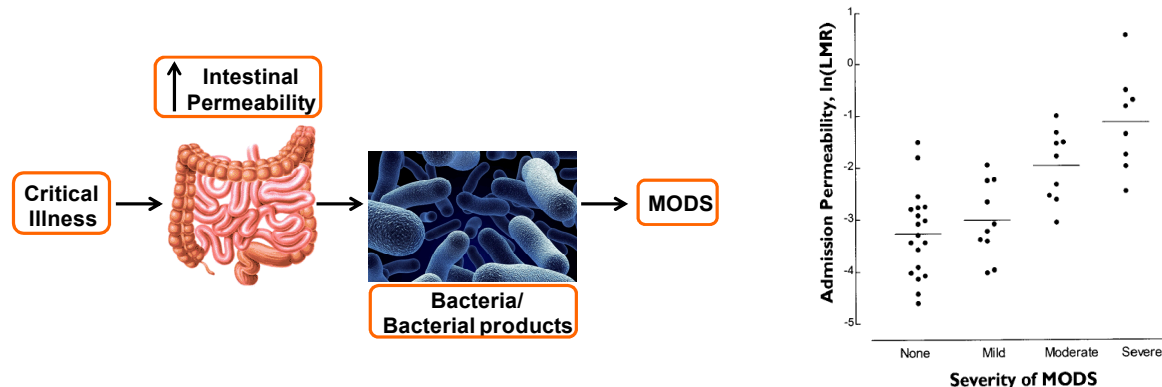 Intestinal
Permeability
Critical
Illness
MODS
Bacteria/
Bacterial products
Admission Permeability, ln(LMR)
1
0
-1
-2
-3
-4
-5
None Mild Moderate Severe
Severity of MODS